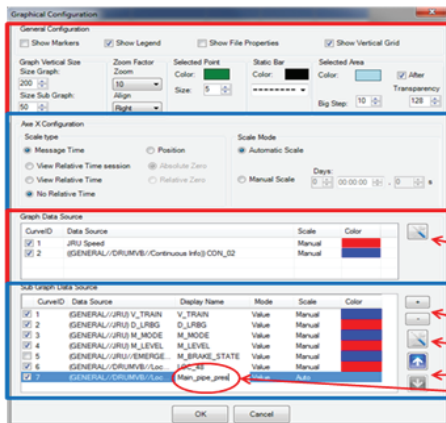 Graphical Configuration
General Configuration
Show Markers Show Legend Show File Properties Show Vertical Grid
Graph Vertical Size Zoom Factor Selected Point Static Bar Selected Area
Size Graph: Zoom Color: Color: Color: After
200 10 Size: 5 Transparency
Size Sub Graph: Align Big Step: 10 128
50 Right
Axe X Configuration
Scale type Scale Mode
Message Time Position Automatic Scale
View Relative Time session Absolute Zero Days:
View Relative Time Relative Zero Manual Scale 0 00:00:00 . 0 s
No Relative Time
Graph Data Source
CurveID Data Source Scale Color
1 JRU Speed Manual
2 ((GENERAL//DRUMVB//Continuous Info)) CON_02 Manual
Sub Graph Data Source
CurveID Data Source Display Name Mode Scale Color
1 (GENERAL//JRU) V_TRAIN V_TRAIN Value Manual
2 (GENERAL//JRU) D_LRBG D_LRBG Value Manual
3 (GENERAL//JRU) M_MODE M_MODE Value Manual
4 (GENERAL//JRU) M_LEVEL M_LEVEL Value Manual
5 (GENERAL//JRU//EMERGE... M_BRAKE_STATE Value Manual
6 (GENERAL//DRUMVB//Loc... LOC_48 Value Manual
7 (GENERAL//DRUMVB//Loc... Main_pipe_pres Value Auto
OK Cancel